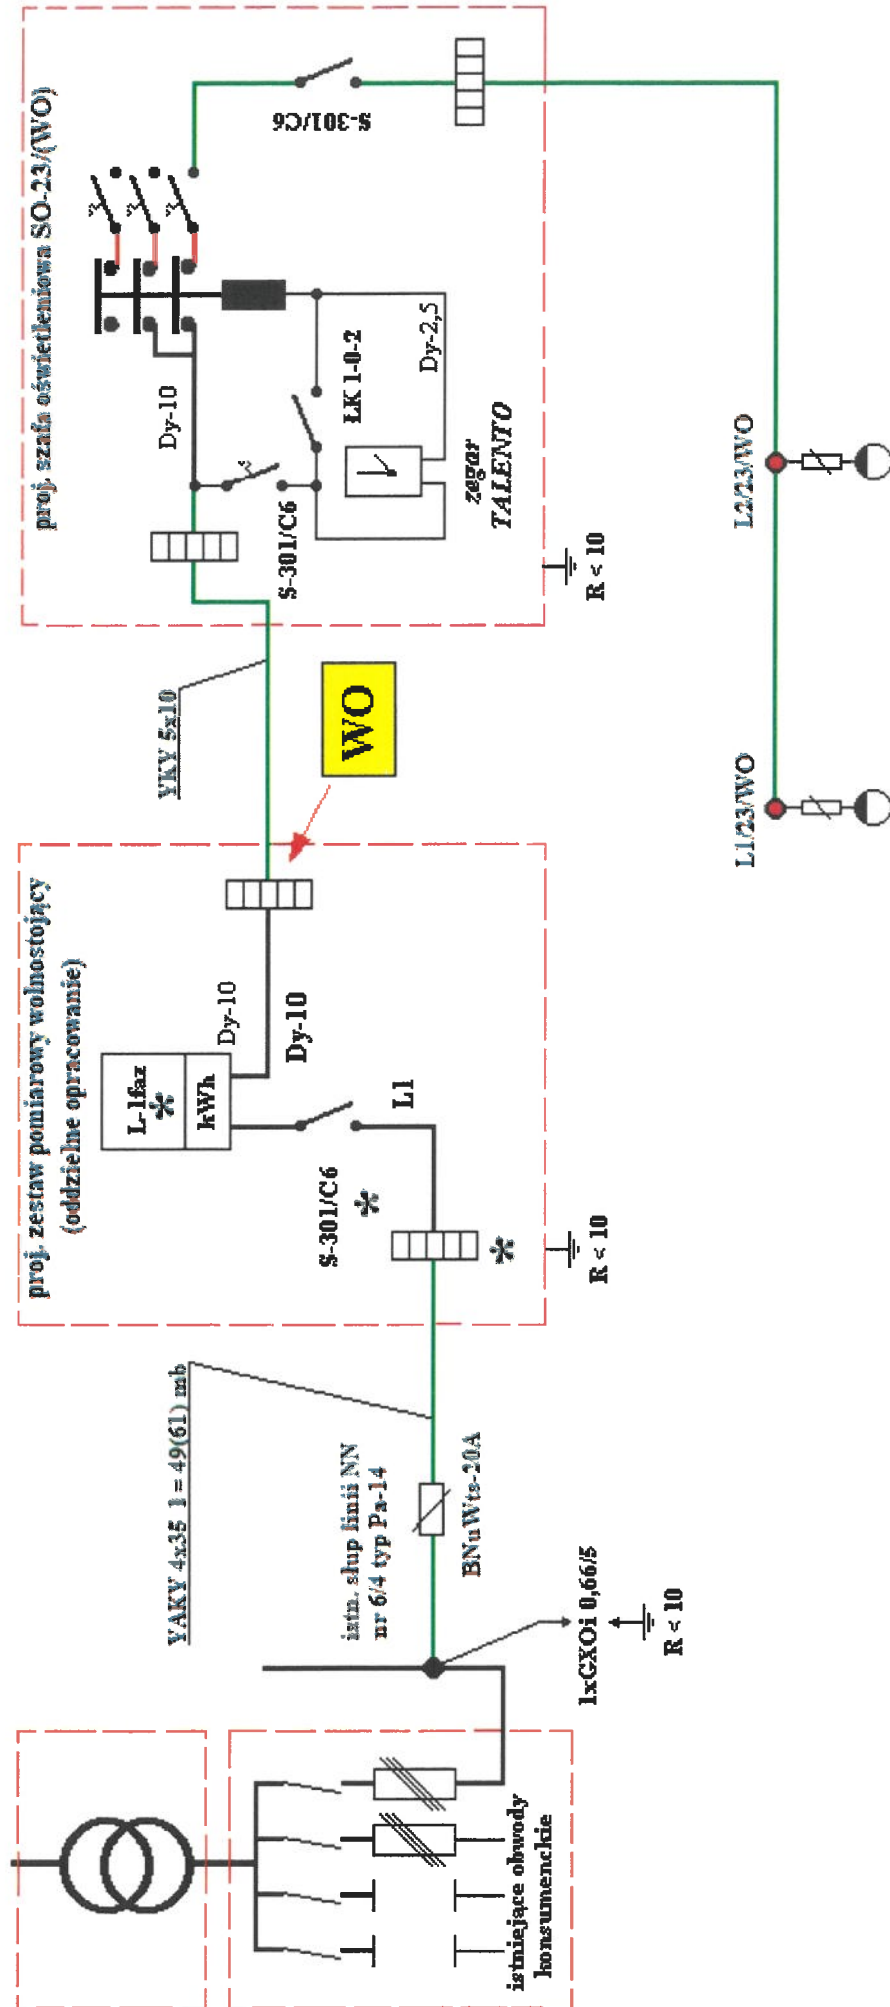 proj. szafa oświetleniowa SO-23/(WO)
S-301/C6
Dy-10
ŁK 1-0-2
Dy-2,5
zegar
TALENTO
S-301/C6
R < 10
L2/23/WO
L1/23/WO
YKY 5x10
WO
proj. zestaw pomiarowy wolnostojący
(oddzielne opracowanie)
L-1faz
*
kWh
Dy-10
Dy-10
L1
S-301/C6
*
*
R < 10
YAKY 4x35 l = 49(61) mb
istn. słup linii NN
nr 6/4 typ Pa-14
BNuWts-20A
1xGXOi 0,66/5
R < 10
istniejące obwody
konsumenckie